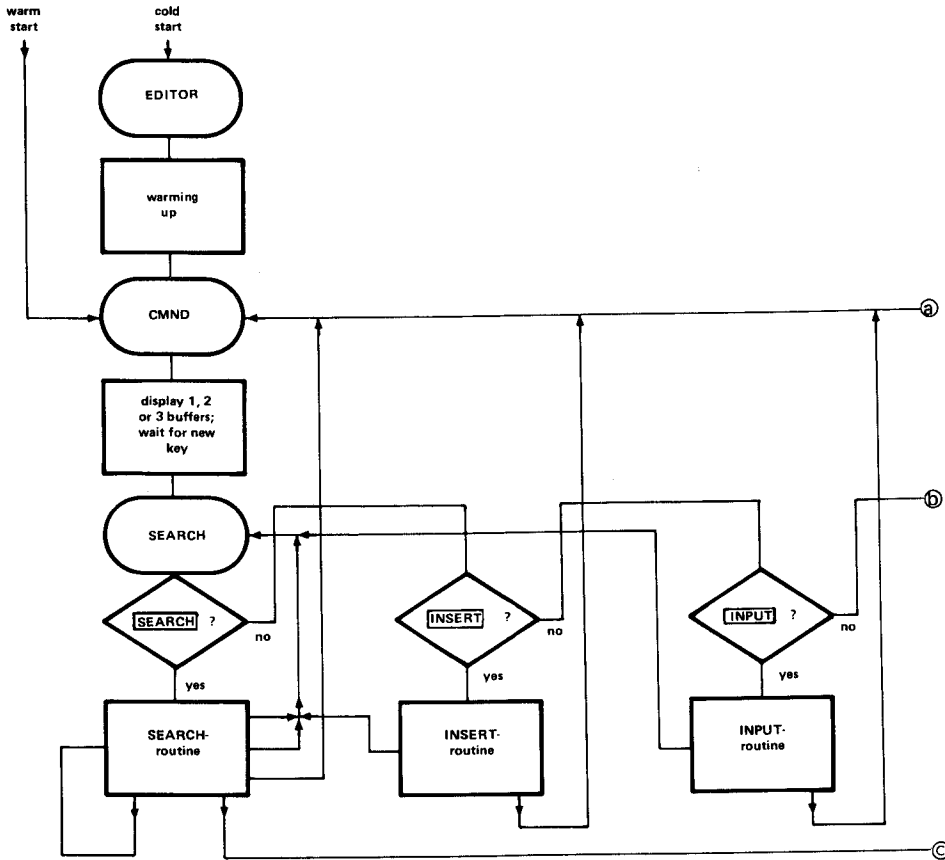 warm
start
cold
start
EDITOR
warming
up
CMND
a
display 1, 2
or 3 buffers;
wait for new
key
b
SEARCH
SEARCH ?
no
yes
INSERT ?
no
yes
INPUT ?
no
yes
SEARCH-
routine
INSERT-
routine
INPUT-
routine
c